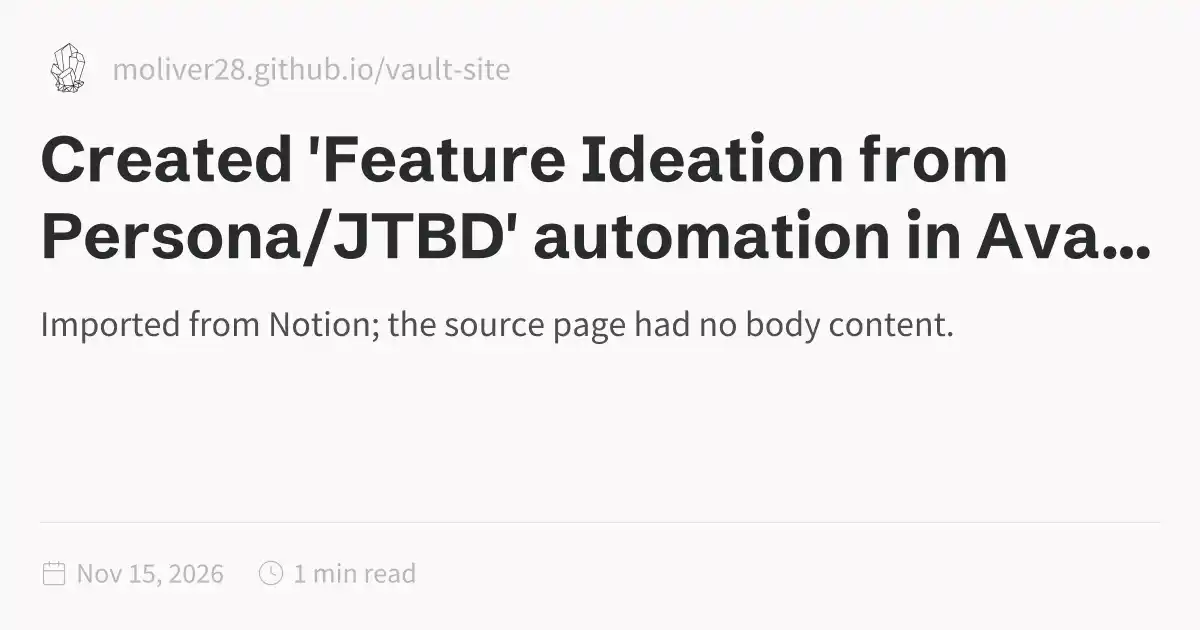 moliver28.github.io/vault-site
Created 'Feature Ideation from
Persona/JTBD' automation in Ava...
Imported from Notion; the source page had no body content.
Nov 15, 2026 1 min read